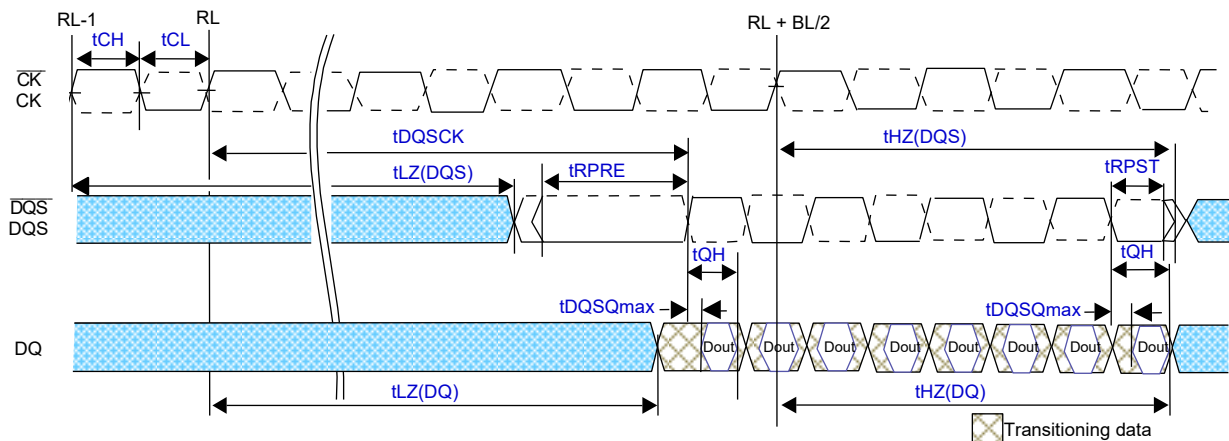 RL-1
RL
RL + BL/2
tCH
tCL
CK
CK
tDQSCK
tHZ(DQS)
tLZ(DQS)
tRPRE
tRPST
DQS
DQS
tQH
tQH
tDQSQmax
tDQSQmax
DQ
Dout
Dout
Dout
Dout
Dout
Dout
Dout
Dout
tLZ(DQ)
tHZ(DQ)
Transitioning data